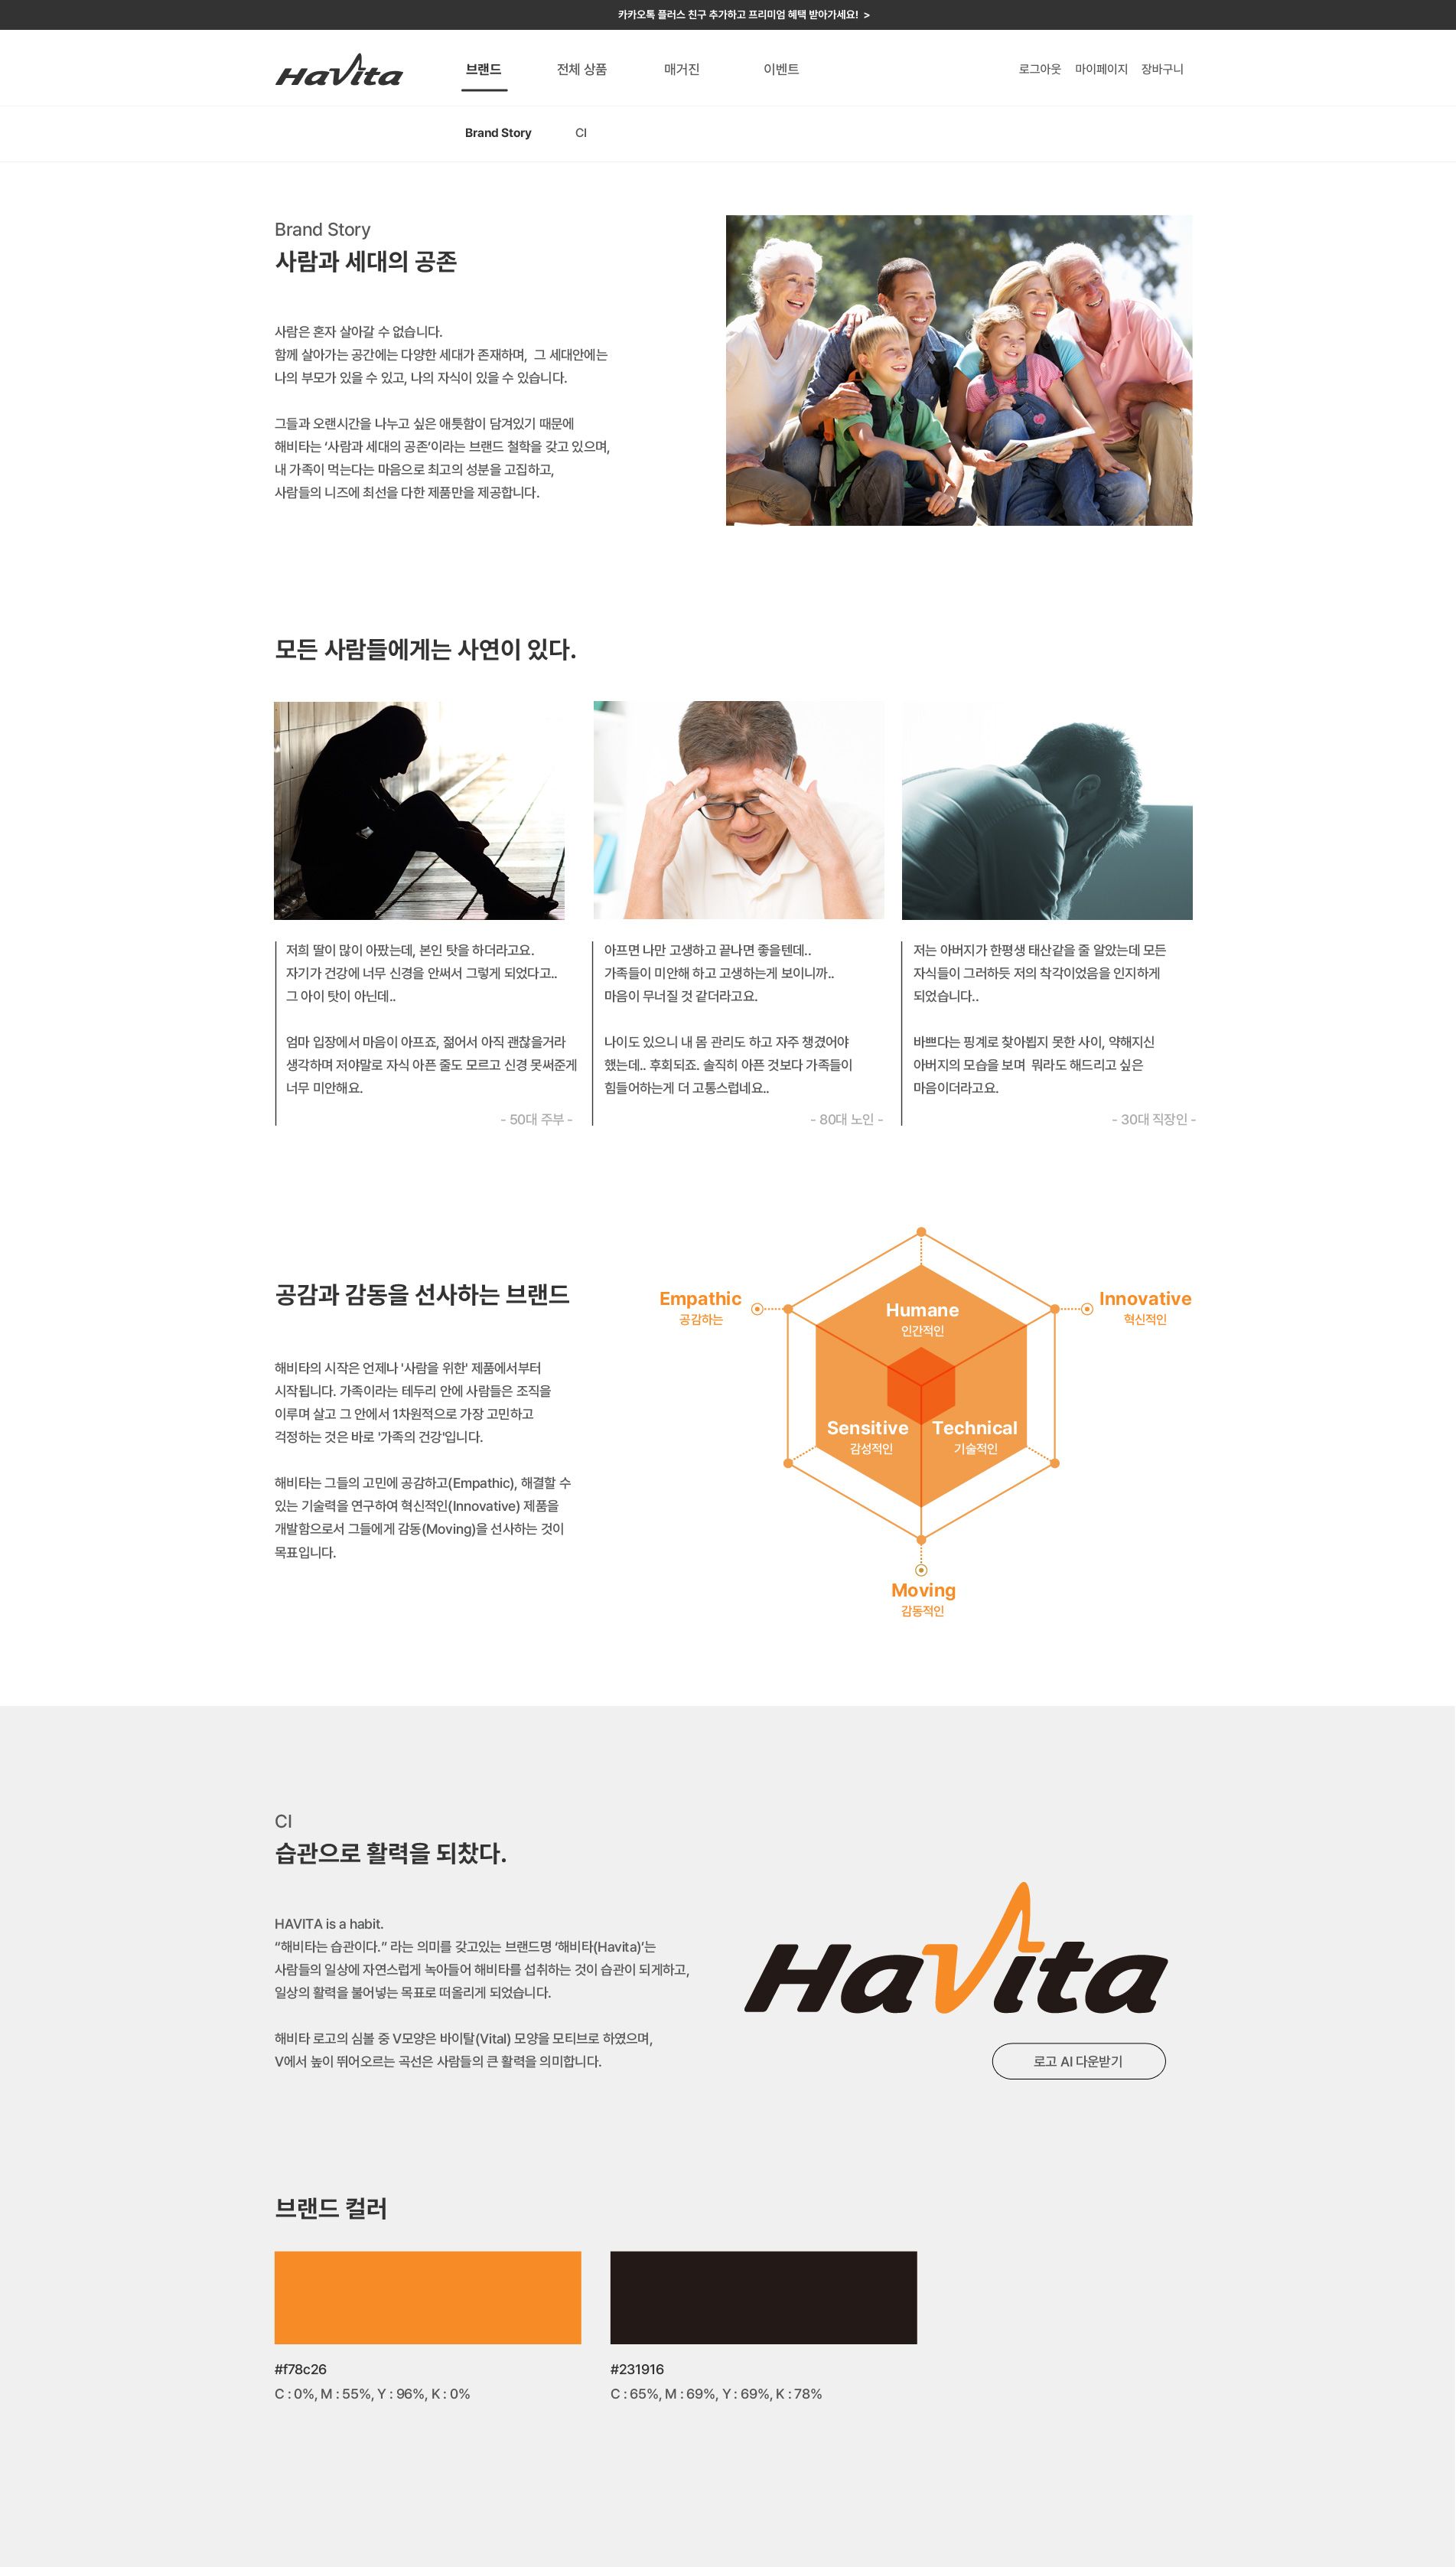 카카오톡 플러스 친구 추가하고 프리미엄 혜택 받아가세요! >
Havita
브랜드
전체 상품
매거진
이벤트
로그아웃
마이페이지
장바구니
Brand Story
CI
Brand Story
사람과 세대의 공존
사람은 혼자 살아갈 수 없습니다.
함께 살아가는 공간에는 다양한 세대가 존재하며, 그 세대안에는
나의 부모가 있을 수 있고, 나의 자식이 있을 수 있습니다.
그들과 오랜시간을 나누고 싶은 애틋함이 담겨있기 때문에
해비타는 ‘사람과 세대의 공존’이라는 브랜드 철학을 갖고 있으며,
내 가족이 먹는다는 마음으로 최고의 성분을 고집하고,
사람들의 니즈에 최선을 다한 제품만을 제공합니다.
모든 사람들에게는 사연이 있다.
저희 딸이 많이 아팠는데, 본인 탓을 하더라고요.
자기가 건강에 너무 신경을 안써서 그렇게 되었다고..
그 아이 탓이 아닌데..
엄마 입장에서 마음이 아프죠, 젊어서 아직 괜찮을거라
생각하며 저야말로 자식 아픈 줄도 모르고 신경 못써준게
너무 미안해요.
- 50대 주부 -
아프면 나만 고생하고 끝나면 좋을텐데..
가족들이 미안해 하고 고생하는게 보이니까..
마음이 무너질 것 같더라고요.
나이도 있으니 내 몸 관리도 하고 자주 챙겼어야
했는데.. 후회되죠. 솔직히 아픈 것보다 가족들이
힘들어하는게 더 고통스럽네요..
- 80대 노인 -
저는 아버지가 한평생 태산같을 줄 알았는데 모든
자식들이 그러하듯 저의 착각이었음을 인지하게
되었습니다..
바쁘다는 핑계로 찾아뵙지 못한 사이, 약해지신
아버지의 모습을 보며 뭐라도 해드리고 싶은
마음이더라고요.
- 30대 직장인 -
공감과 감동을 선사하는 브랜드
해비타의 시작은 언제나 '사람을 위한' 제품에서부터
시작됩니다. 가족이라는 테두리 안에 사람들은 조직을
이루며 살고 그 안에서 1차원적으로 가장 고민하고
걱정하는 것은 바로 '가족의 건강'입니다.
해비타는 그들의 고민에 공감하고(Empathic), 해결할 수
있는 기술력을 연구하여 혁신적인(Innovative) 제품을
개발함으로서 그들에게 감동(Moving)을 선사하는 것이
목표입니다.
Empathic
공감하는
Innovative
혁신적인
Humane
인간적인
Sensitive
감성적인
Technical
기술적인
Moving
감동적인
CI
습관으로 활력을 되찼다.
HAVITA is a habit.
“해비타는 습관이다.” 라는 의미를 갖고있는 브랜드명 ‘해비타(Havita)’는
사람들의 일상에 자연스럽게 녹아들어 해비타를 섭취하는 것이 습관이 되게하고,
일상의 활력을 불어넣는 목표로 떠올리게 되었습니다.
해비타 로고의 심볼 중 V모양은 바이탈(Vital) 모양을 모티브로 하였으며,
V에서 높이 뛰어오르는 곡선은 사람들의 큰 활력을 의미합니다.
Havita
로고 AI 다운받기
브랜드 컬러
#f78c26
C : 0%, M : 55%, Y : 96%, K : 0%
#231916
C : 65%, M : 69%, Y : 69%, K : 78%